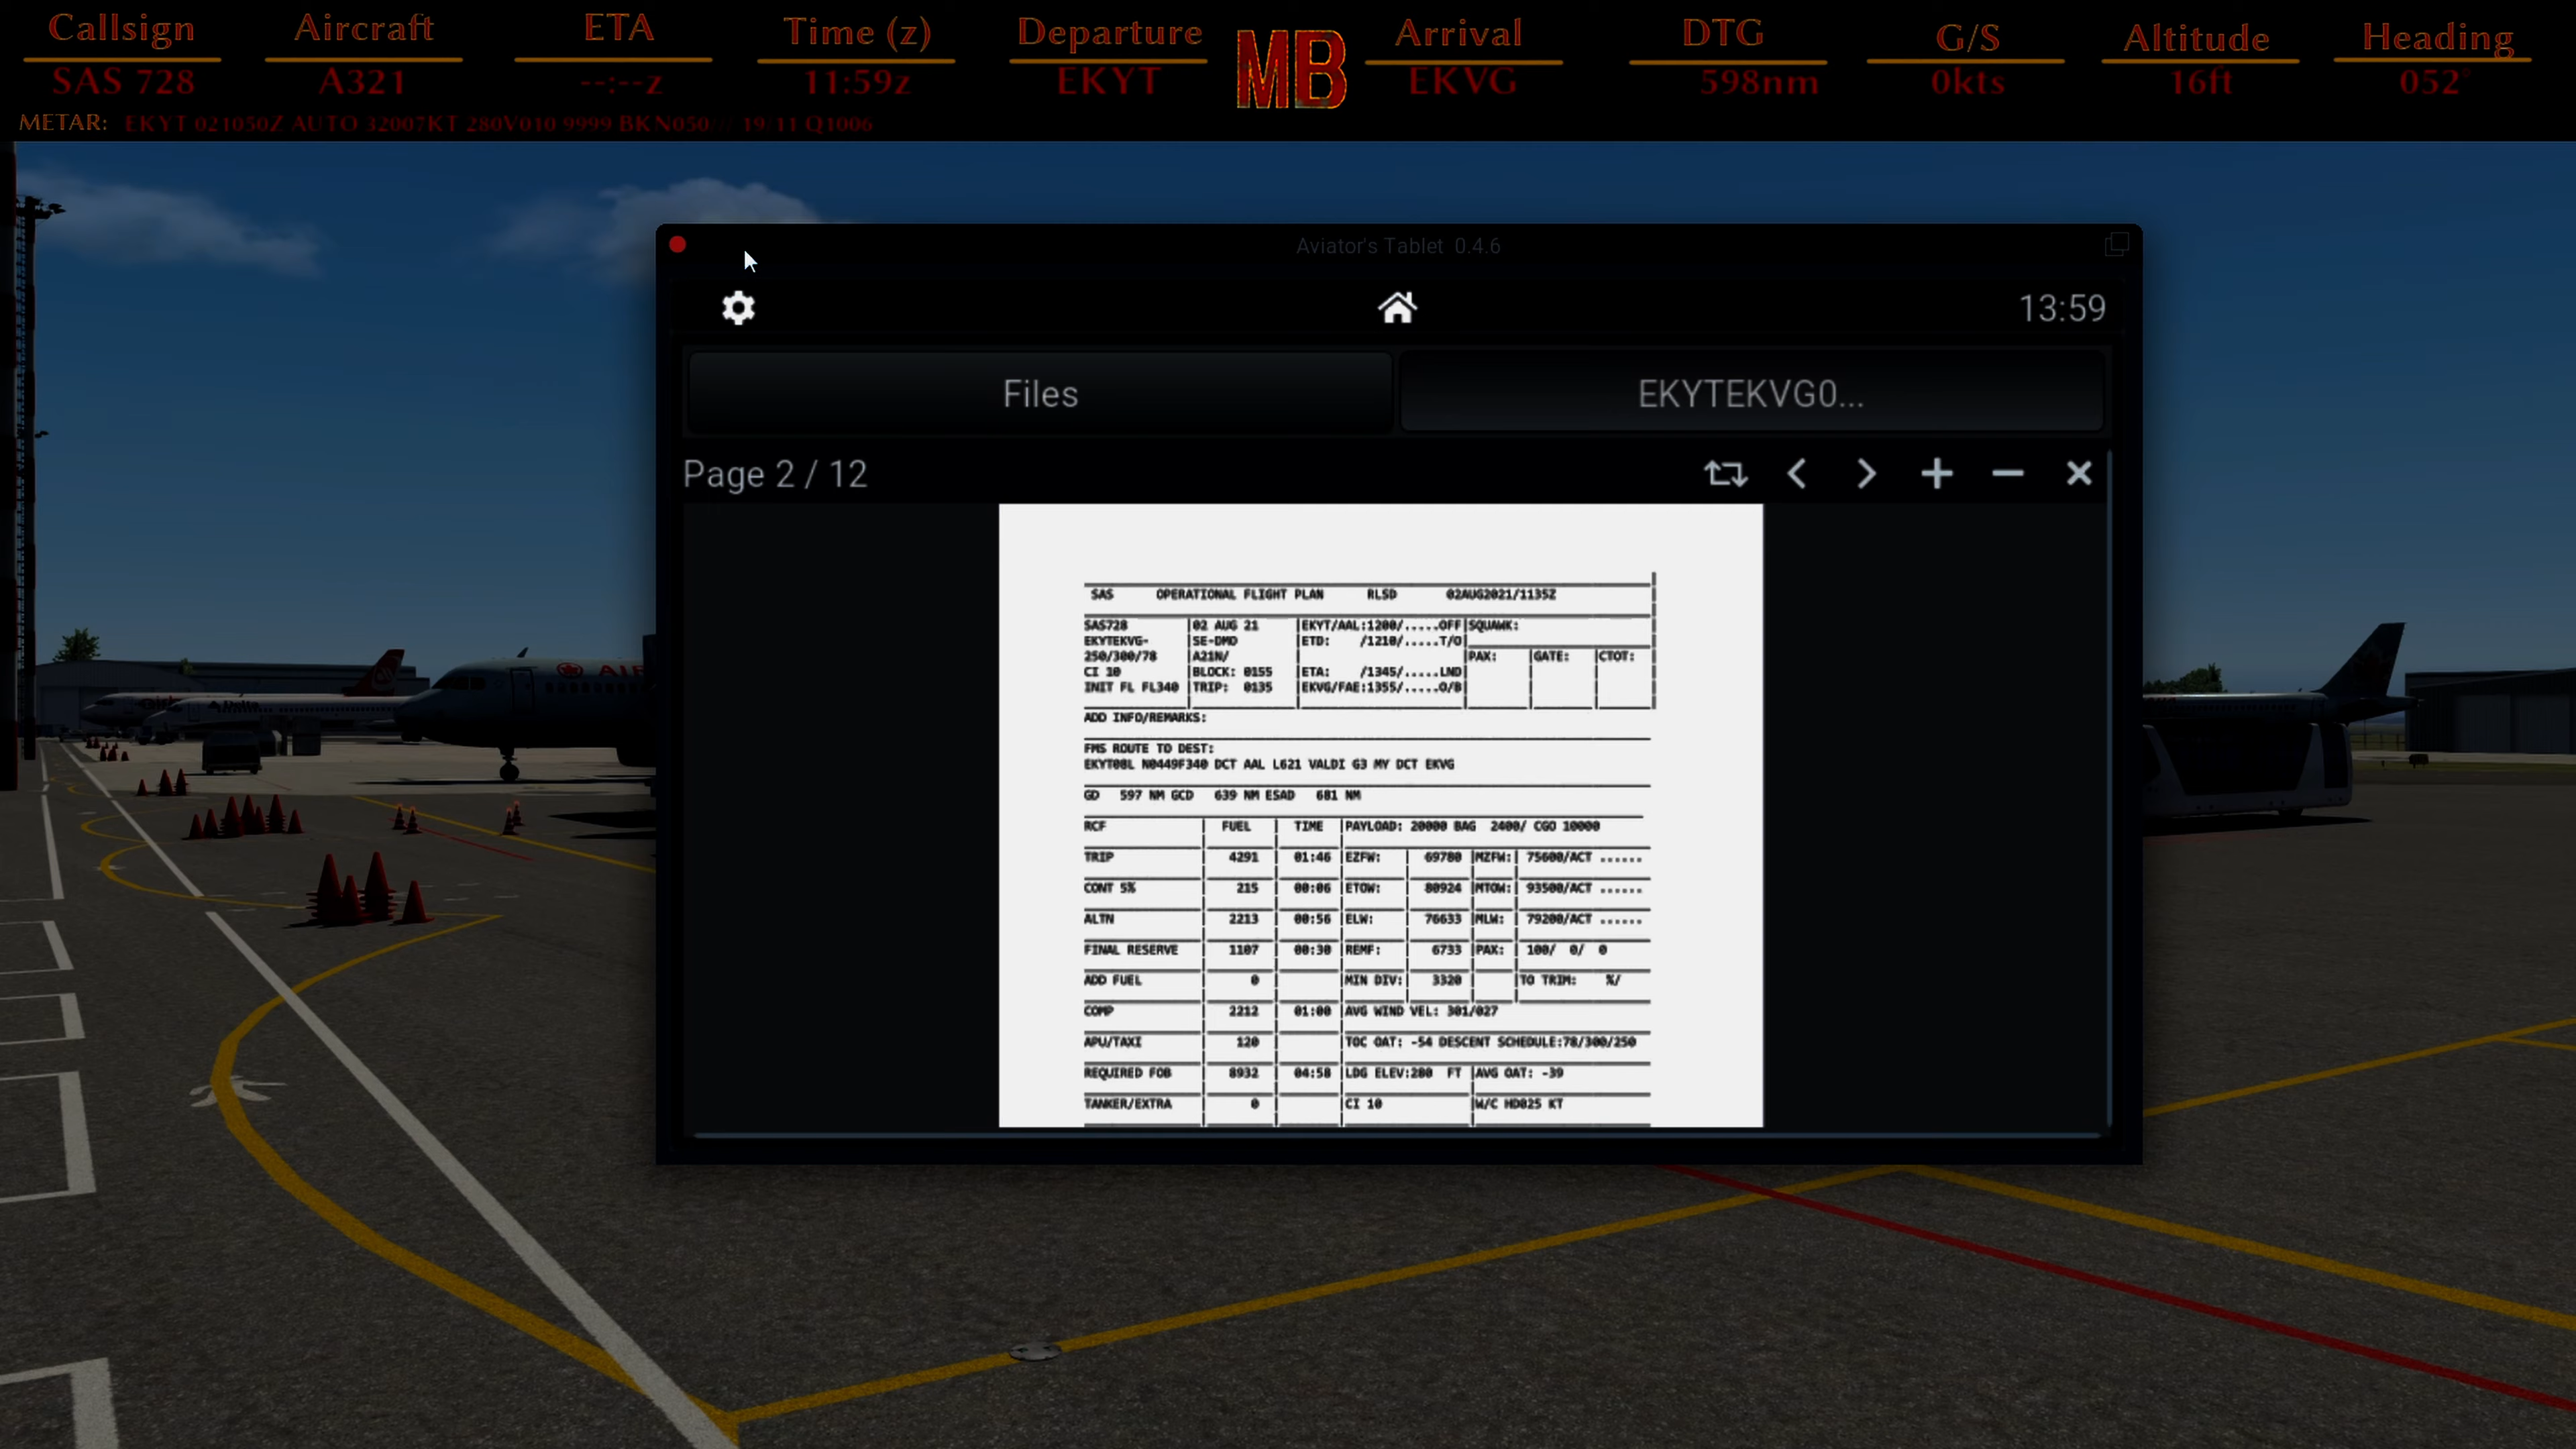 Callsign Aircraft ETA Time (z) Departure MB Arrival DTG G/S Altitude Heading
SAS 728 A321 --:--z 11:59z EKYT EKVG 598nm 0kts 16ft 052°
METAR: EKYT 021050Z AUTO 32007KT 280V010 9999 BKN050/// 19/11 Q1006
Aviator's Tablet 0.4.6
13:59
Files EKYTEKVG0...
Page 2 / 12
SAS OPERATIONAL FLIGHT PLAN RLSD 02AUG2021/1135Z
SAS728 |02 AUG 21 |EKYT/AAL:1200/.....OFF|SQUAWK:
EKYTEKVG- |SE-DMO |ETD: /1210/.....T/O|
250/300/78 |A21N/ | |PAX: |GATE: |CTOT:
CI 10 |BLOCK: 0155 |ETA: /1345/.....LND| | |
INIT FL FL340 |TRIP: 0135 |EKVG/FAE:1355/.....O/B| | |
ADD INFO/REMARKS:
FMS ROUTE TO DEST:
EKYT08L N0449F340 DCT AAL L621 VALDI G3 MY DCT EKVG
GD 597 NM GCD 639 NM ESAD 681 NM
RCF | FUEL | TIME |PAYLOAD: 20000 BAG 2400/ CGO 10000
TRIP | 4291 | 01:46 |EZFW: | 69780 |MZFW:| 75600/ACT ......
CONT 5% | 215 | 00:06 |ETOW: | 80924 |MTOW:| 93500/ACT ......
ALTN | 2213 | 00:56 |ELW: | 76633 |MLW: | 79200/ACT ......
FINAL RESERVE | 1107 | 00:30 |REMF: | 6733 |PAX: | 100/ 0/ 0
ADD FUEL | 0 | |MIN DIV:| 3320 | |TO TRIM: %/
COMP | 2212 | 01:00 |AVG WIND VEL: 301/027
APU/TAXI | 120 | |TOC OAT: -54 DESCENT SCHEDULE:78/300/250
REQUIRED FOB | 8932 | 04:58 |LDG ELEV:280 FT |AVG OAT: -39
TANKER/EXTRA | 0 | |CI 10 |W/C HD025 KT
AIR
Delta